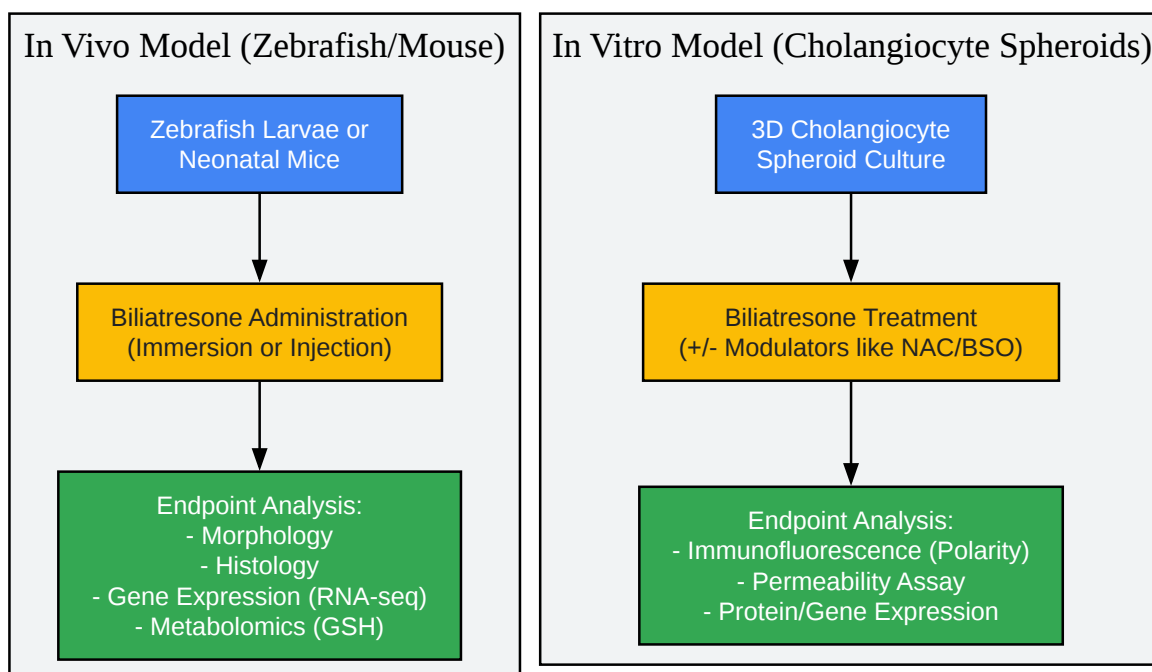 In Vivo Model (Zebrafish/Mouse)
Zebrafish Larvae or
Neonatal Mice
Biliatresone Administration
(Immersion or Injection)
Endpoint Analysis:
- Morphology
- Histology
- Gene Expression (RNA-seq)
- Metabolomics (GSH)
In Vitro Model (Cholangiocyte Spheroids)
3D Cholangiocyte
Spheroid Culture
Biliatresone Treatment
(+/- Modulators like NAC/BSO)
Endpoint Analysis:
- Immunofluorescence (Polarity)
- Permeability Assay
- Protein/Gene Expression